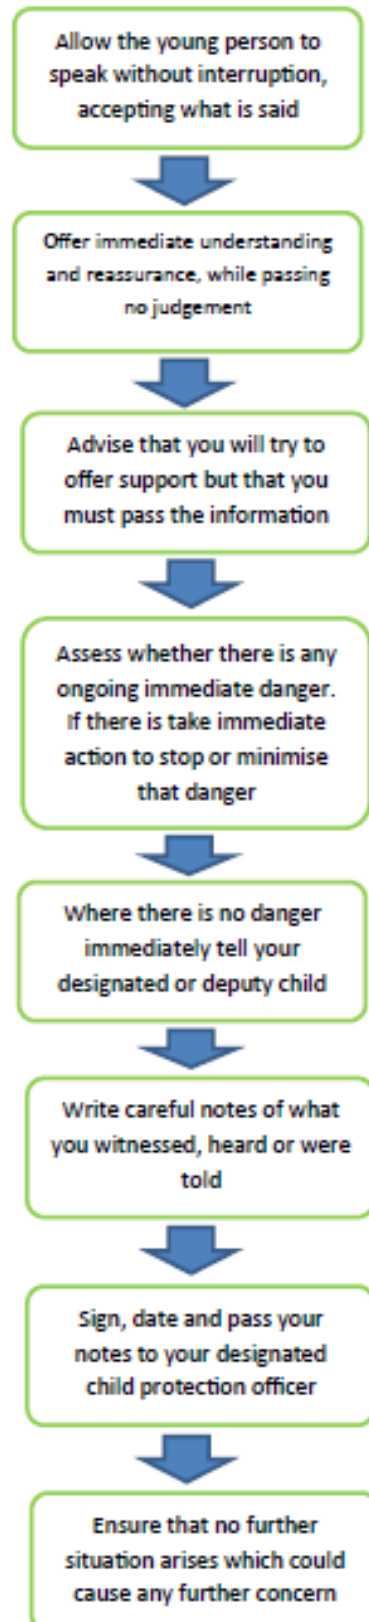 Allow the young person to
speak without interruption,
accepting what is said
Offer immediate understanding
and reassurance, while passing
no judgement
Advise that you will try to
offer support but that you
must pass the information
Assess whether there is any
ongoing immediate danger.
If there is take immediate
action to stop or minimise
that danger
Where there is no danger
immediately tell your
designated or deputy child
Write careful notes of what
you witnessed, heard or were
told
Sign, date and pass your
notes to your designated
child protection officer
Ensure that no further
situation arises which could
cause any further concern